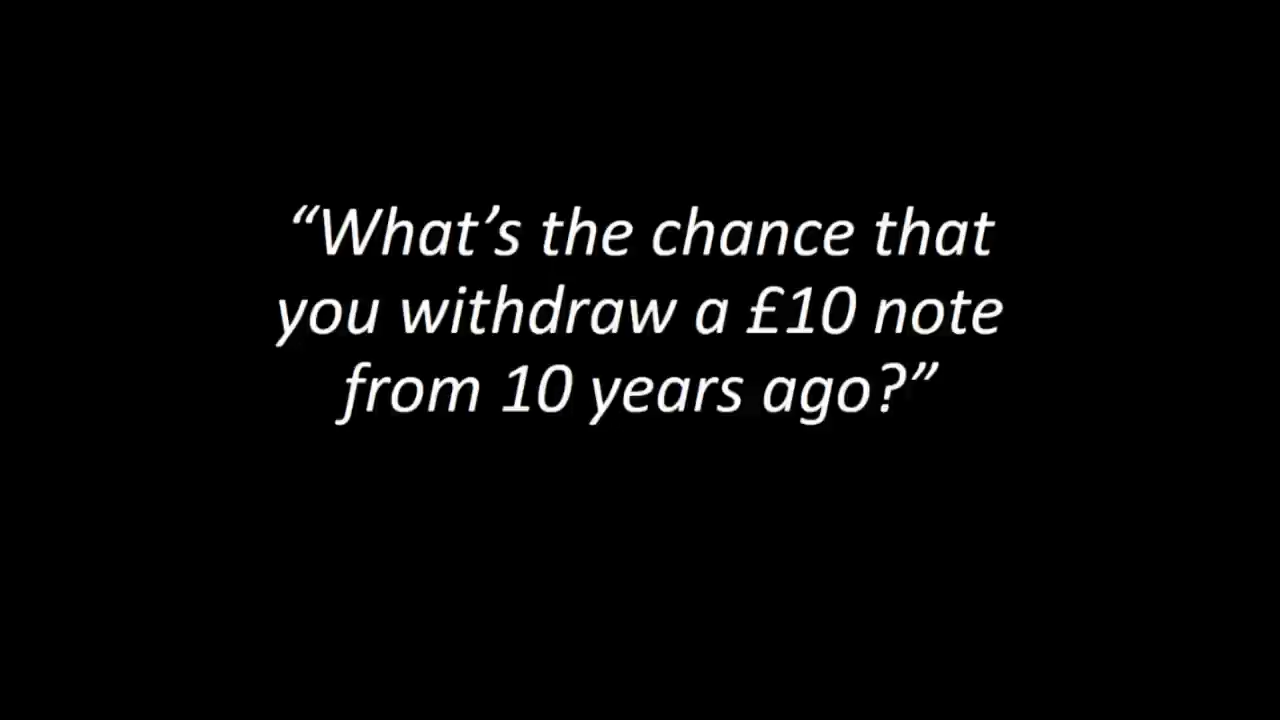 “What’s the chance that
you withdraw a £10 note
from 10 years ago?”